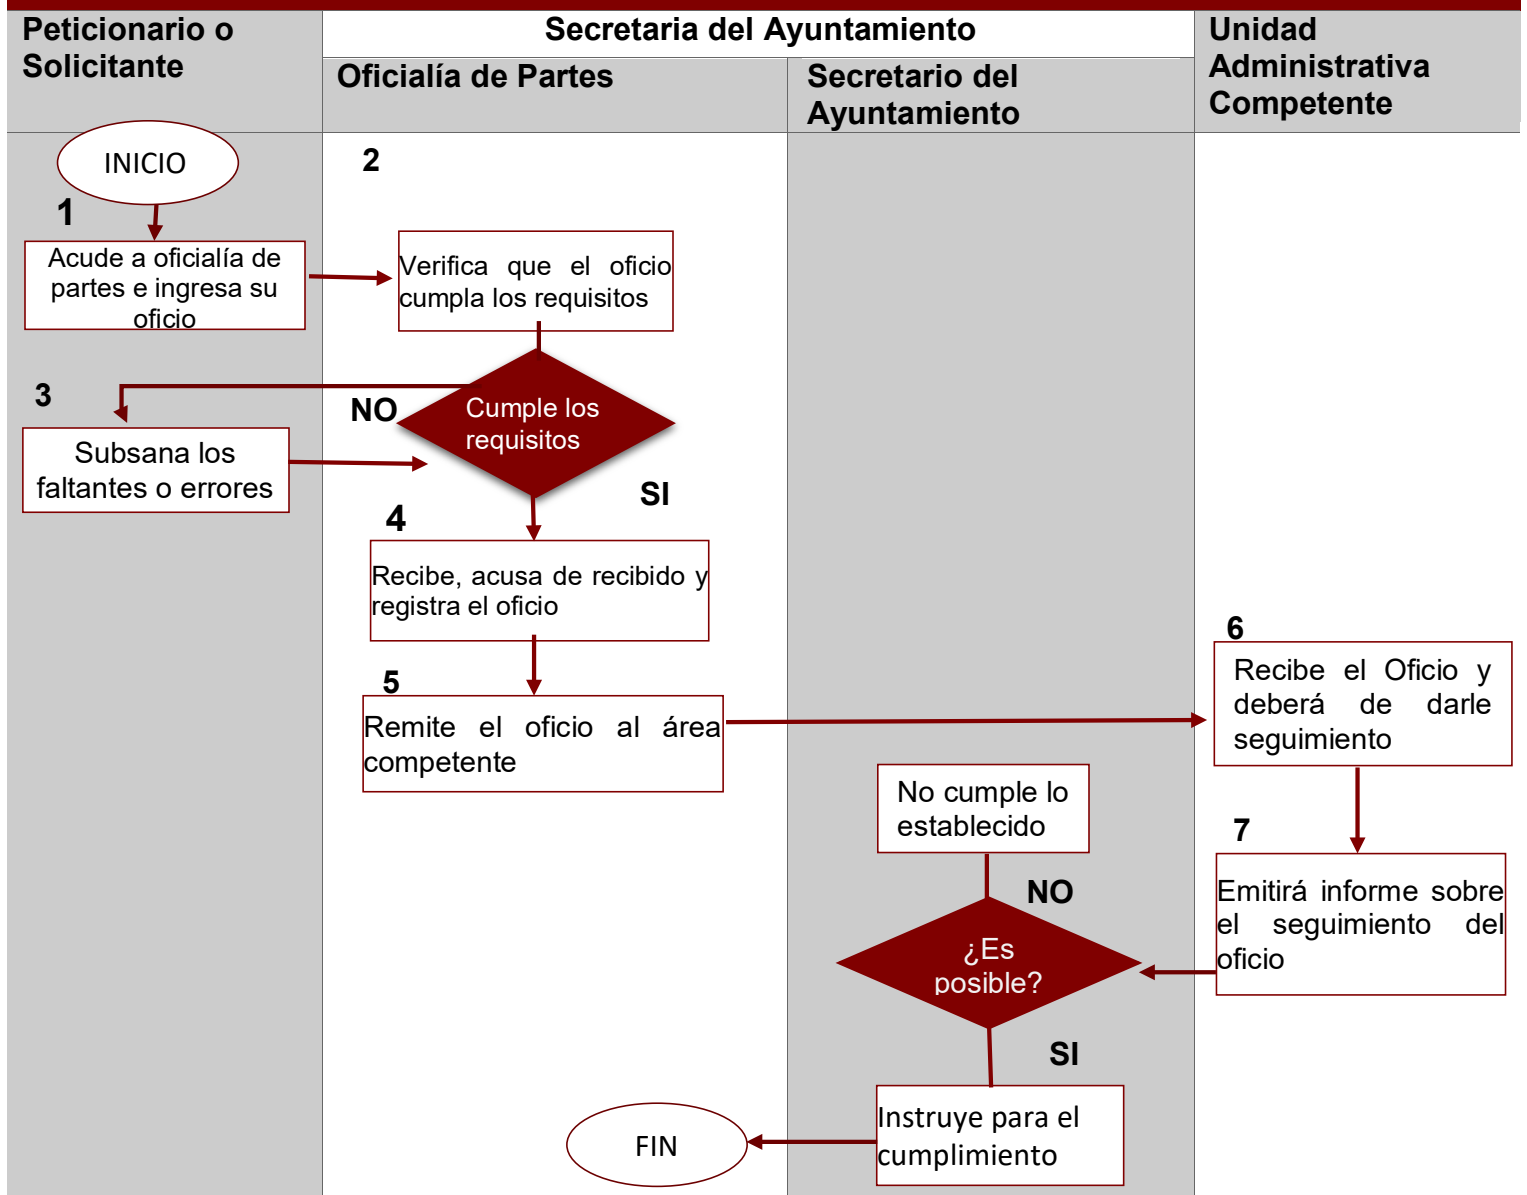 Peticionario o
Solicitante
Secretaria del Ayuntamiento
Oficialía de Partes
Secretario del
Ayuntamiento
Unidad
Administrativa
Competente
INICIO
1
Acude a oficialía de
partes e ingresa su
oficio
2
Verifica que el oficio
cumpla los requisitos
3
NO
Cumple los
requisitos
Subsana los
faltantes o errores
SI
4
Recibe, acusa de recibido y
registra el oficio
5
Remite el oficio al área
competente
6
Recibe el Oficio y
deberá de darle
seguimiento
7
Emitirá informe sobre
el seguimiento del
oficio
No cumple lo
establecido
NO
¿Es
posible?
SI
Instruye para el
cumplimiento
FIN